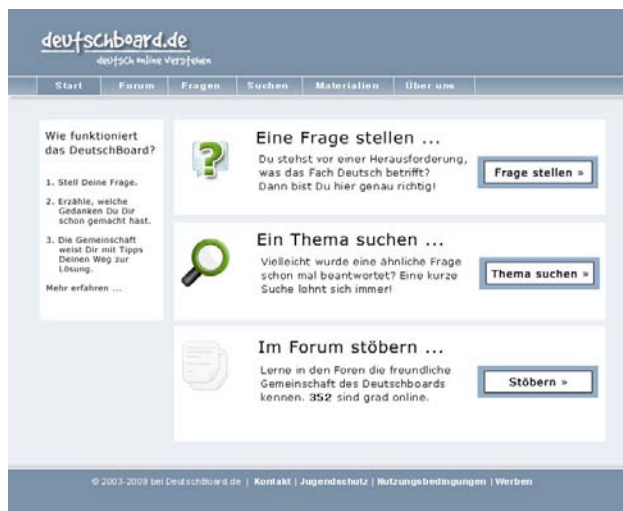 deutschboard.de
deutsch online verstehen
Start Forum Fragen Suchen Materialien Über uns
Wie funktioniert
das DeutschBoard?
1. Stell Deine Frage.
2. Erzähle, welche
Gedanken Du Dir
schon gemacht hast.
3. Die Gemeinschaft
weist Dir mit Tipps
Deinen Weg zur
Lösung.
Mehr erfahren ...
Eine Frage stellen ...
Du stehst vor einer Herausforderung,
was das Fach Deutsch betrifft?
Dann bist Du hier genau richtig!
Frage stellen »
Ein Thema suchen ...
Vielleicht wurde eine ähnliche Frage
schon mal beantwortet? Eine kurze
Suche lohnt sich immer!
Thema suchen »
Im Forum stöbern ...
Lerne in den Foren die freundliche
Gemeinschaft des Deutschboards
kennen. 352 sind grad online.
Stöbern »
© 2003-2008 bei DeutschBoard.de | Kontakt | Jugendschutz | Nutzungsbedingungen | Werben